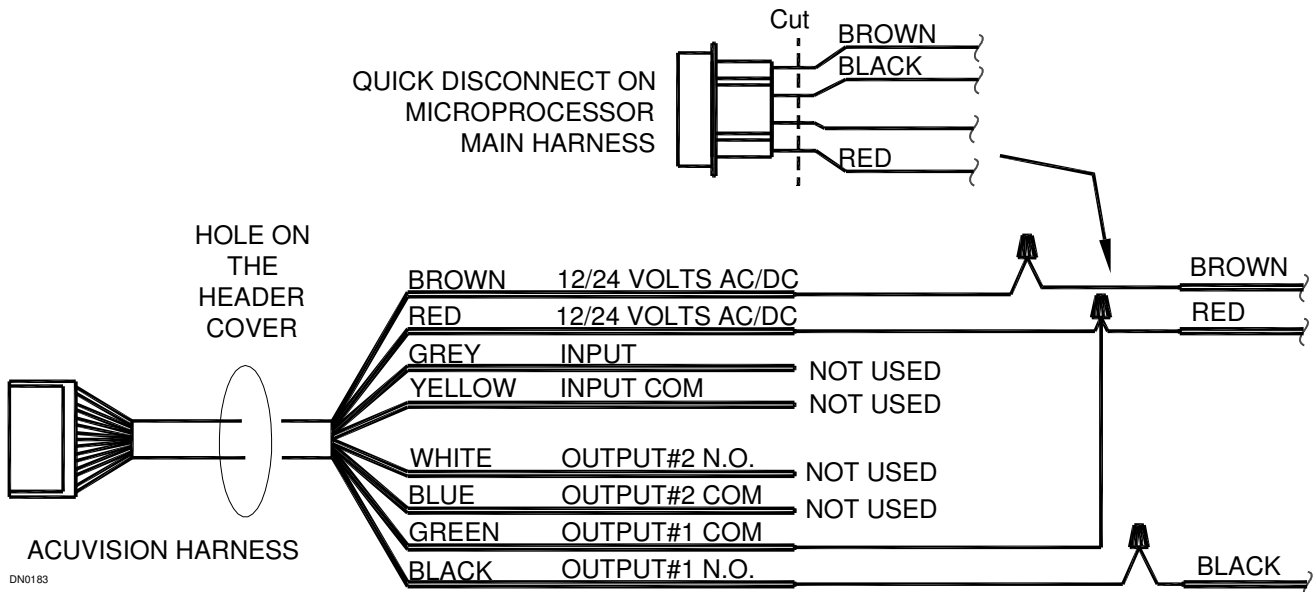 Cut
BROWN
BLACK
QUICK DISCONNECT ON
MICROPROCESSOR
MAIN HARNESS
RED
HOLE ON
THE
HEADER
COVER
BROWN 12/24 VOLTS AC/DC BROWN
RED 12/24 VOLTS AC/DC RED
GREY INPUT NOT USED
YELLOW INPUT COM NOT USED
WHITE OUTPUT#2 N.O. NOT USED
BLUE OUTPUT#2 COM NOT USED
GREEN OUTPUT#1 COM
BLACK OUTPUT#1 N.O. BLACK
ACUVISION HARNESS
DN0183